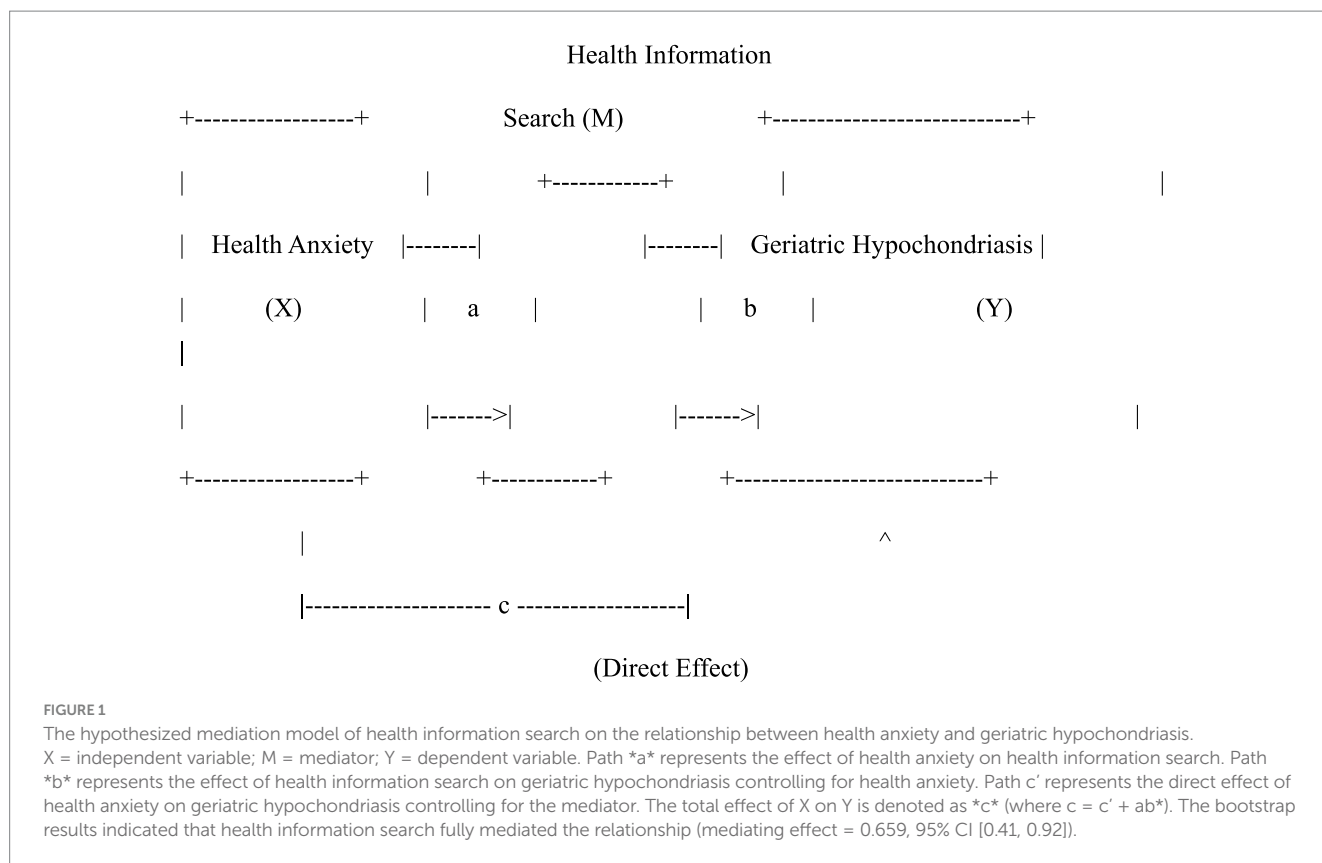 Health Information
+------------------+ Search (M) +----------------------------+
| | +------------+ | |
| Health Anxiety |--------| |--------| Geriatric Hypochondriasis |
| (X) | a | | b | (Y)
|
| |------->| |------->| |
+------------------+ +------------+ +----------------------------+
| ^
|--------------------- c -------------------|
(Direct Effect)
FIGURE 1
The hypothesized mediation model of health information search on the relationship between health anxiety and geriatric hypochondriasis.
X = independent variable; M = mediator; Y = dependent variable. Path *a* represents the effect of health anxiety on health information search. Path
*b* represents the effect of health information search on geriatric hypochondriasis controlling for health anxiety. Path c’ represents the direct effect of
health anxiety on geriatric hypochondriasis controlling for the mediator. The total effect of X on Y is denoted as *c* (where c = c’ + ab*). The bootstrap
results indicated that health information search fully mediated the relationship (mediating effect = 0.659, 95% CI [0.41, 0.92]).